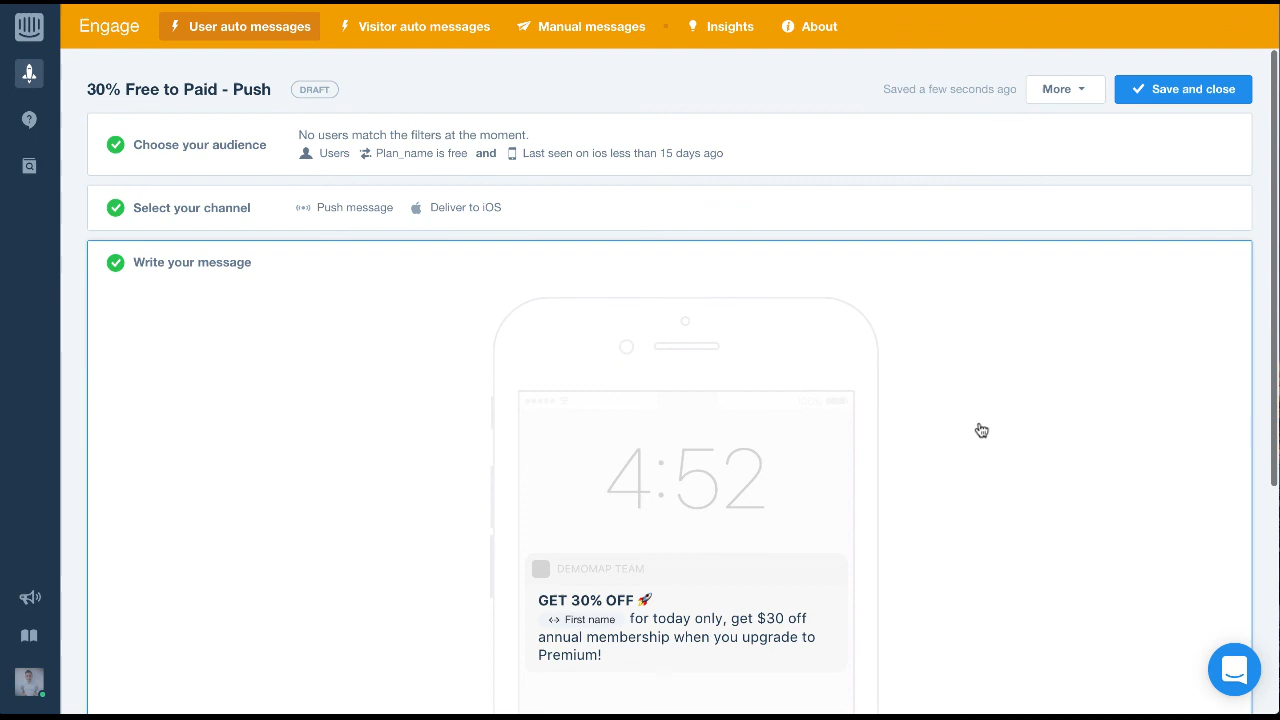 Engage
User auto messages
Visitor auto messages
Manual messages
Insights
About
30% Free to Paid - Push
DRAFT
Saved a few seconds ago
More
Save and close
Choose your audience
No users match the filters at the moment.
Users Plan_name is free and Last seen on ios less than 15 days ago
Select your channel
Push message
Deliver to iOS
Write your message
4:52
DEMOMAP TEAM
GET 30% OFF 🚀
First name for today only, get $30 off
annual membership when you upgrade to
Premium!